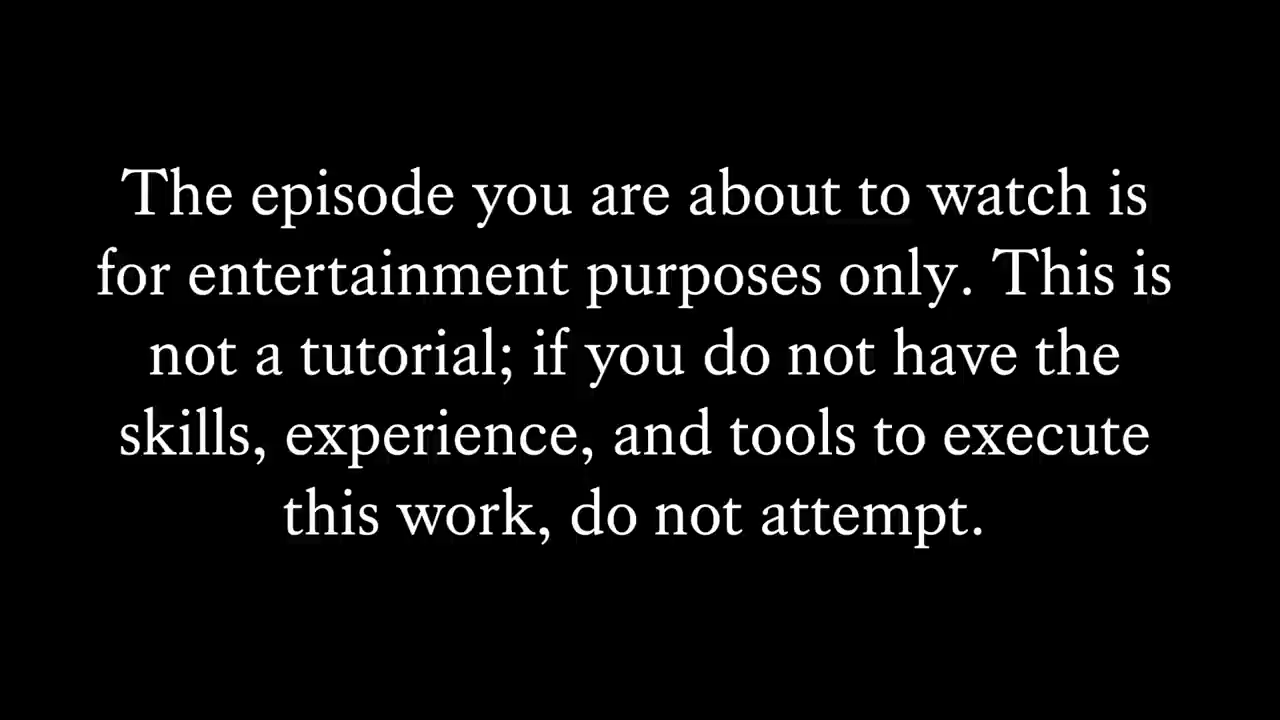 The episode you are about to watch is
for entertainment purposes only. This is
not a tutorial; if you do not have the
skills, experience, and tools to execute
this work, do not attempt.